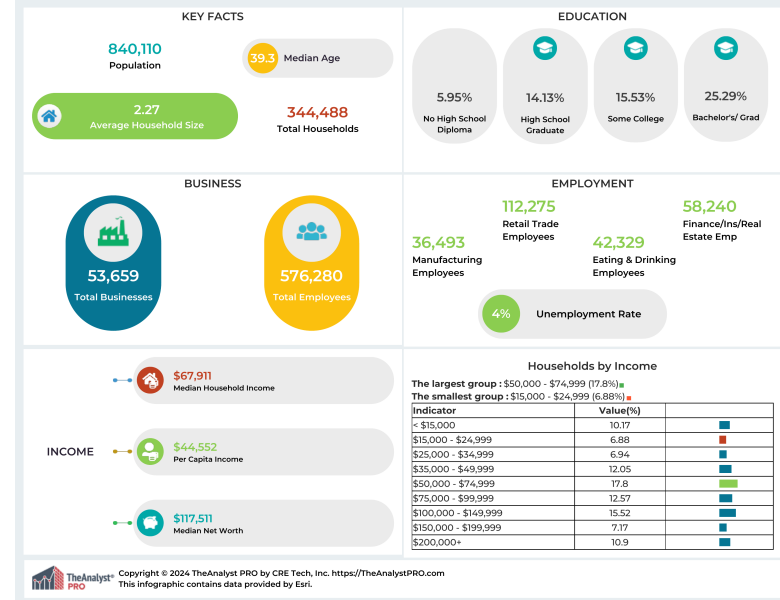 KEY FACTS
840,110
Population
39.3
Median Age
2.27
Average Household Size
344,488
Total Households
EDUCATION
5.95%
No High School
Diploma
14.13%
High School
Graduate
15.53%
Some College
25.29%
Bachelor's/ Grad
BUSINESS
53,659
Total Businesses
576,280
Total Employees
EMPLOYMENT
36,493
Manufacturing
Employees
112,275
Retail Trade
Employees
42,329
Eating & Drinking
Employees
58,240
Finance/Ins/Real
Estate Emp
4%
Unemployment Rate
INCOME
$67,911
Median Household Income
$44,552
Per Capita Income
$117,511
Median Net Worth
Households by Income
The largest group : $50,000 - $74,999 (17.8%)
The smallest group : $15,000 - $24,999 (6.88%)
Indicator Value(%)
< $15,000 10.17
$15,000 - $24,999 6.88
$25,000 - $34,999 6.94
$35,000 - $49,999 12.05
$50,000 - $74,999 17.8
$75,000 - $99,999 12.57
$100,000 - $149,999 15.52
$150,000 - $199,999 7.17
$200,000+ 10.9
TheAnalyst®
PRO
Copyright © 2024 TheAnalyst PRO by CRE Tech, Inc. https://TheAnalystPRO.com
This infographic contains data provided by Esri.